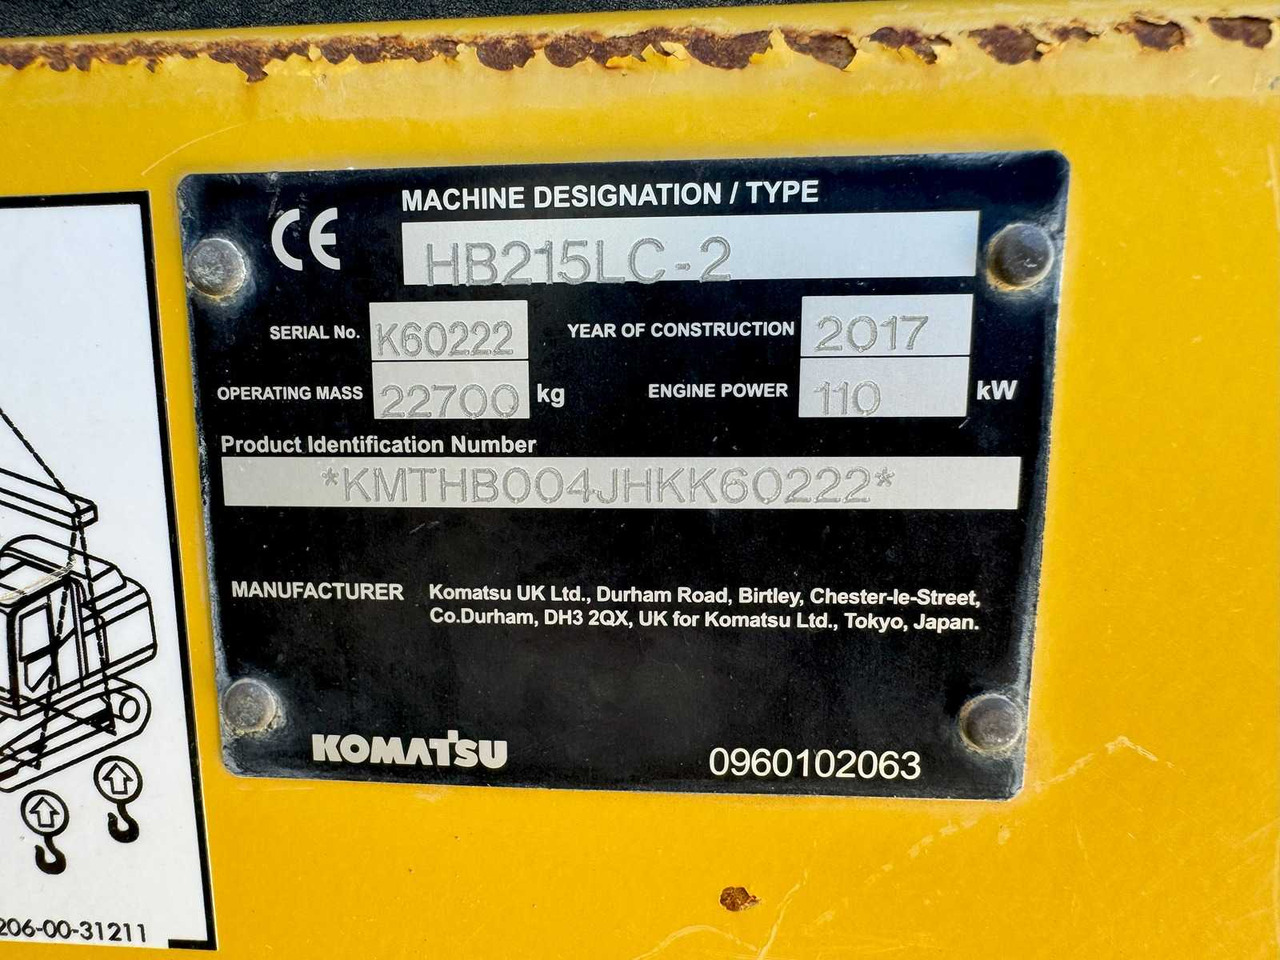 CE
MACHINE DESIGNATION / TYPE
HB215LC-2
SERIAL No. K60222 YEAR OF CONSTRUCTION 2017
OPERATING MASS 22700 kg ENGINE POWER 110 kW
Product Identification Number
*KMTHB004JHKK60222*
MANUFACTURER Komatsu UK Ltd., Durham Road, Birtley, Chester-le-Street,
Co.Durham, DH3 2QX, UK for Komatsu Ltd., Tokyo, Japan.
KOMATSU 0960102063
206-00-31211